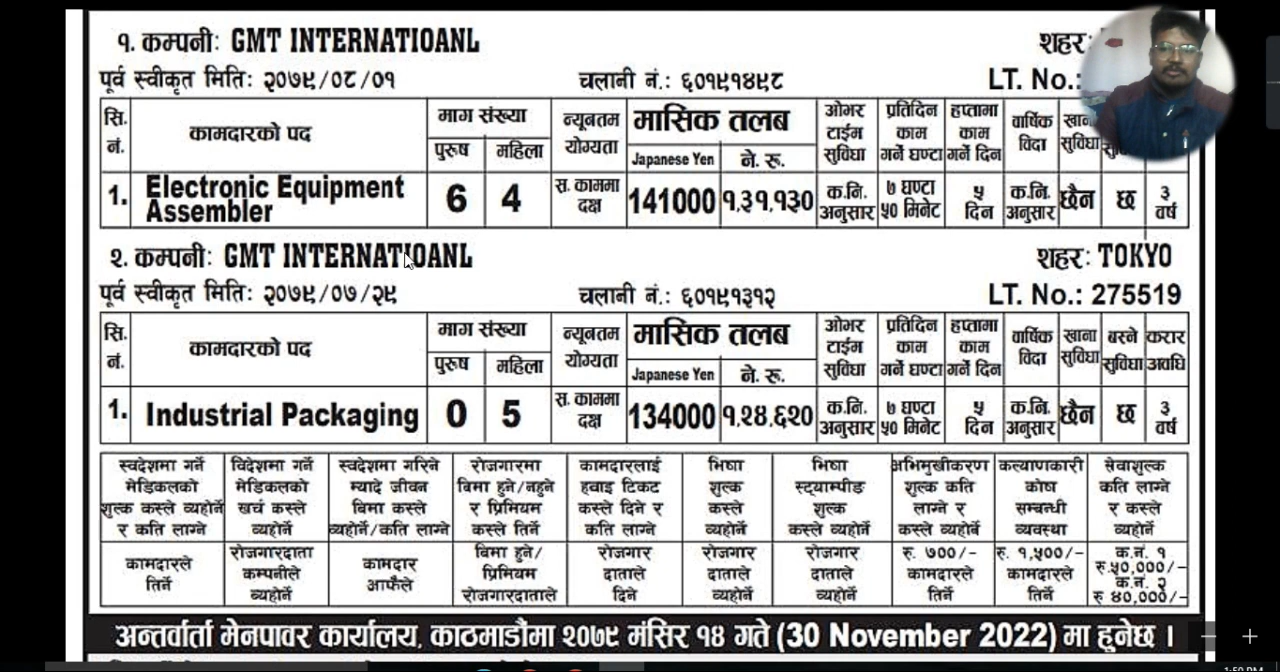 १. कम्पनी: GMT INTERNATIOANL शहर:
पूर्व स्वीकृत मिति: २०७९/०८/०१ चलानी नं.: ६०१९१४९८ LT. No.:
सि. नं. कामदारको पद माग संख्या पुरुष महिला न्यूनतम योग्यता मासिक तलब Japanese Yen ने. रू. ओभर टाईम सुविधा प्रतिदिन काम गर्ने घण्टा हप्तामा काम गर्ने दिन वार्षिक विदा खाना सुविधा
1. Electronic Equipment Assembler 6 4 स. काममा दक्ष 141000 १,३१,१३० क.नि. अनुसार ७ घण्टा ५० मिनेट ५ दिन क.नि. अनुसार छैन छ ३ वर्ष
२. कम्पनी: GMT INTERNATIOANL शहर: TOKYO
पूर्व स्वीकृत मिति: २०७९/०७/२९ चलानी नं.: ६०१९१३१२ LT. No.: 275519
सि. नं. कामदारको पद माग संख्या पुरुष महिला न्यूनतम योग्यता मासिक तलब Japanese Yen ने. रू. ओभर टाईम सुविधा प्रतिदिन काम गर्ने घण्टा हप्तामा काम गर्ने दिन वार्षिक विदा खाना सुविधा बस्ने सुविधा करार अवधि
1. Industrial Packaging 0 5 स. काममा दक्ष 134000 १,२४,६२० क.नि. अनुसार ७ घण्टा ५० मिनेट ५ दिन क.नि. अनुसार छैन छ ३ वर्ष
स्वदेशमा गर्ने मेडिकलको शुल्क कस्ले व्यहोर्ने र कति लाग्ने
विदेशमा गर्ने मेडिकलको खर्च कस्ले व्यहोर्ने
स्वदेशमा गरिने म्यादे जीवन बिमा कस्ले व्यहोर्ने/कति लाग्ने
रोजगारमा बिमा हुने/नहुने र प्रिमियम कस्ले तिर्ने
कामदारलाई हवाइ टिकट कस्ले दिने र कति लाग्ने
भिषा शुल्क कस्ले व्यहोर्ने
भिषा स्ट्याम्पीङ शुल्क कस्ले व्यहोर्ने
अभिमुखीकरण शुल्क कति लाग्ने र कस्ले व्यहोर्बे
कल्याणकारी कोष सम्बन्धी व्यवस्था
सेवाशुल्क कति लाग्ने र कस्ले व्यहोर्ने
कामदारले तिर्ने
रोजगारदाता कम्पनीले व्यहोर्ने
कामदार आफैले
बिमा हुने/ प्रिमियम रोजगारदाताले
रोजगार दाताले दिने
रोजगार दाताले व्यहोर्ने
रोजगार दाताले व्यहोर्ने
रु. ७००/- कामदारले तिर्ने
रु. १,५००/- कामदारले तिर्ने
क.नं. १ रु.५०,०००/- क.नं. २ रु ४०,०००/-
अन्तर्वार्ता मेनपावर कार्यालय, काठमाडौंमा २०७९ मंसिर १४ गते (30 November 2022) मा हुनेछ ।